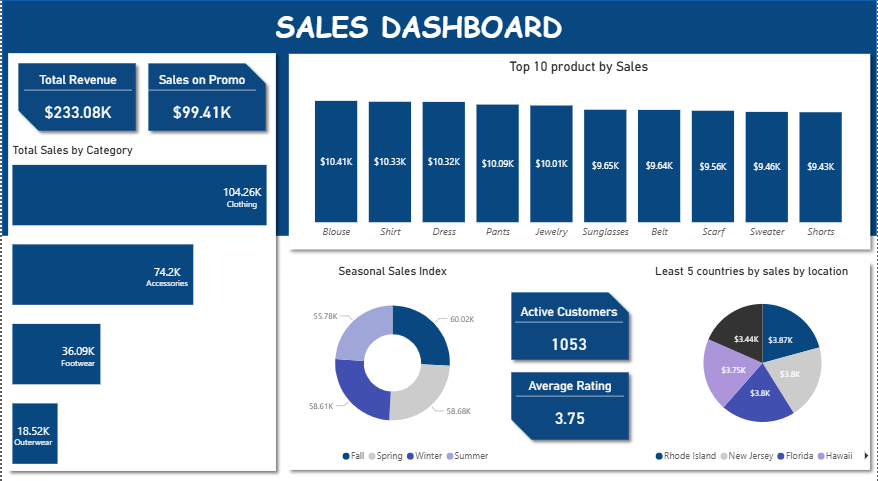 SALES DASHBOARD
Total Revenue
$233.08K
Sales on Promo
$99.41K
Total Sales by Category
104.26K
Clothing
74.2K
Accessories
36.09K
Footwear
18.52K
Outerwear
Top 10 product by Sales
$10.41K $10.33K $10.32K $10.09K $10.01K $9.65K $9.64K $9.56K $9.46K $9.43K
Blouse Shirt Dress Pants Jewelry Sunglasses Belt Scarf Sweater Shorts
Seasonal Sales Index
55.78K 60.02K
58.61K 58.68K
Fall Spring Winter Summer
Active Customers
1053
Average Rating
3.75
Least 5 countries by sales by location
$3.44K $3.87K
$3.75K $3.8K
$3.8K
Rhode Island New Jersey Florida Hawaii